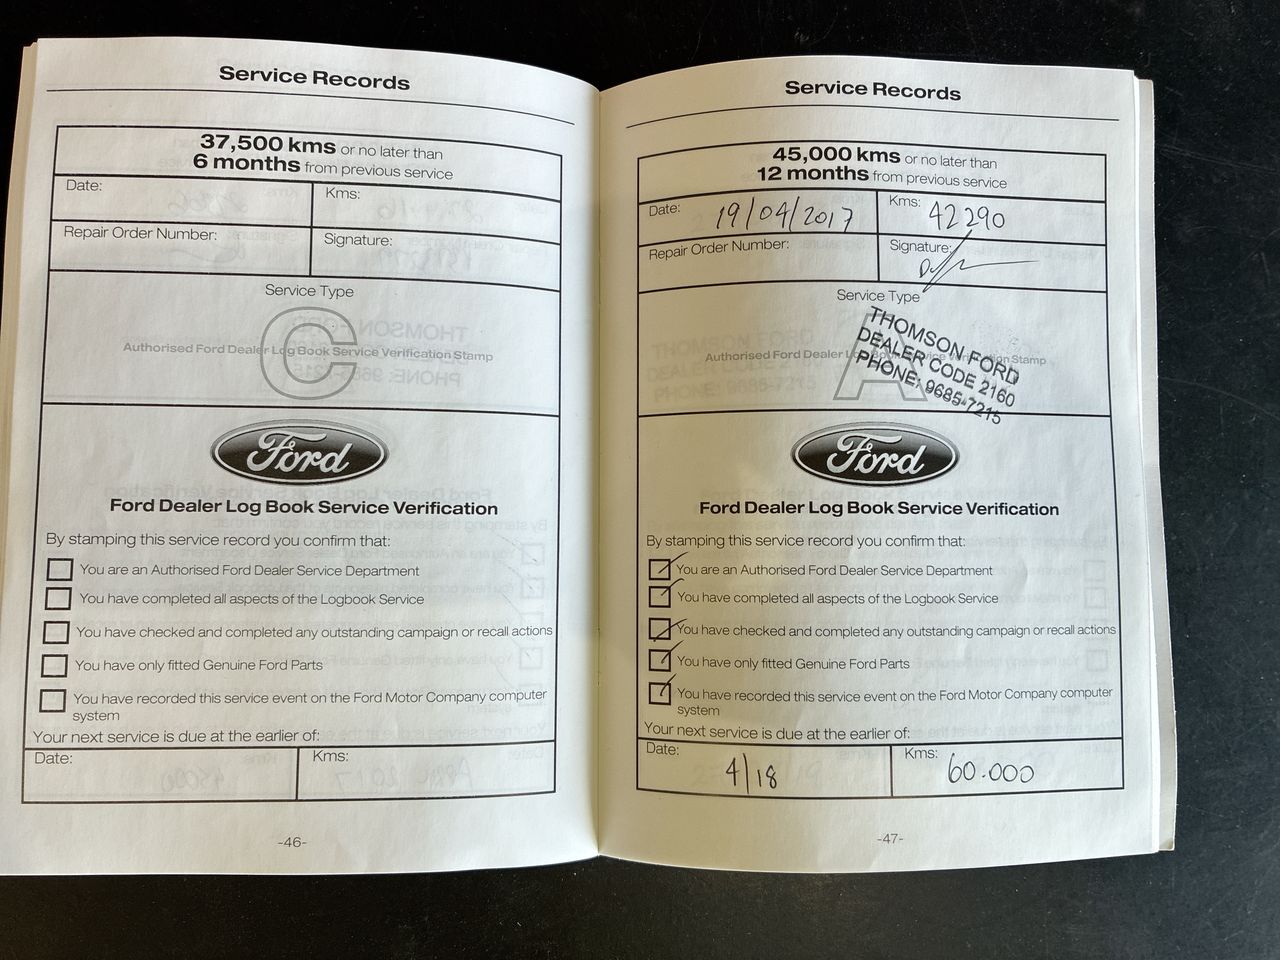 Service Records
37,500 kms or no later than
6 months from previous service
Date:
Kms:
Repair Order Number:
Signature:
Service Type
C
Authorised Ford Dealer Log Book Service Verification Stamp
Ford
Ford Dealer Log Book Service Verification
By stamping this service record you confirm that:
You are an Authorised Ford Dealer Service Department
You have completed all aspects of the Logbook Service
You have checked and completed any outstanding campaign or recall actions
You have only fitted Genuine Ford Parts
You have recorded this service event on the Ford Motor Company computer
system
Your next service is due at the earlier of:
Date:
Kms:
-46-
Service Records
45,000 kms or no later than
12 months from previous service
Date: 19/04/2017
Kms: 42290
Repair Order Number:
Signature:
Service Type
A
Authorised Ford Dealer Log Book Service Verification Stamp
THOMSON FORD
DEALER CODE 2160
PHONE: 9685-7215
Ford
Ford Dealer Log Book Service Verification
By stamping this service record you confirm that:
You are an Authorised Ford Dealer Service Department
You have completed all aspects of the Logbook Service
You have checked and completed any outstanding campaign or recall actions
You have only fitted Genuine Ford Parts
You have recorded this service event on the Ford Motor Company computer
system
Your next service is due at the earlier of:
Date: 4/18
Kms: 60.000
-47-